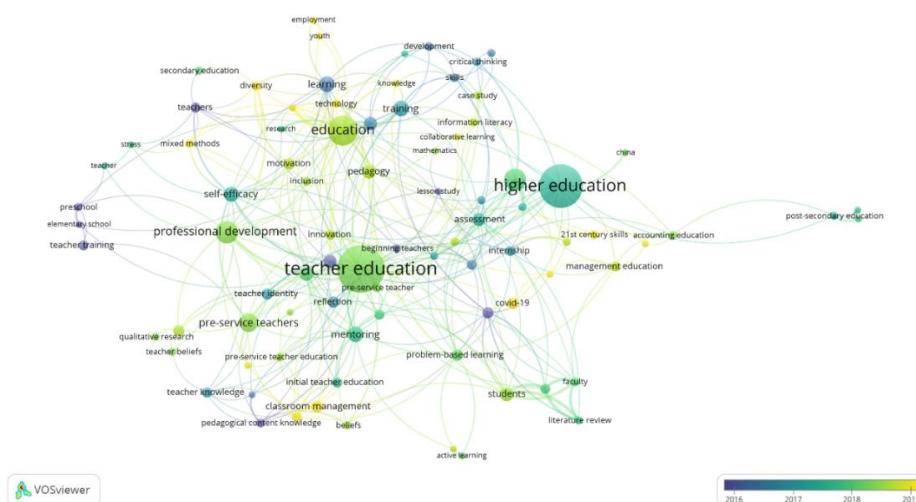 employment
youth
development
secondary education
critical thinking
learning
skills
diversity
knowledge
case study
teachers
technology
training
research
education
information literacy
collaborative learning
stress
mixed methods
mathematics
china
teacher
motivation
pedagogy
inclusion
higher education
self-efficacy
lesson study
preschool
post-secondary education
elementary school
assessment
professional development
innovation
21st century skills
accounting education
teacher training
beginning teachers
internship
teacher education
management education
pre-service teacher
teacher identity
reflection
covid-19
pre-service teachers
mentoring
qualitative research
teacher beliefs
pre-service teacher education
problem-based learning
initial teacher education
faculty
teacher knowledge
students
classroom management
pedagogical content knowledge
beliefs
literature review
active learning
VOSviewer
2016
2017
2018